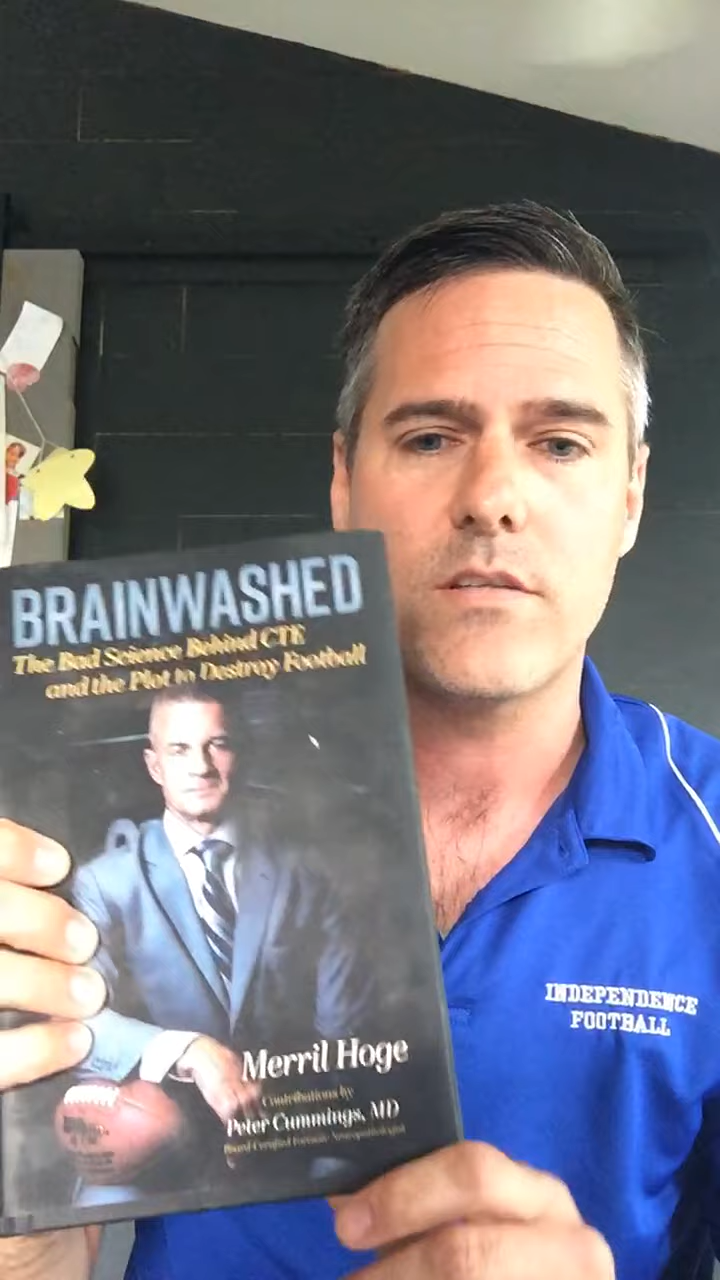 BRAINWASHED
The Bad Science Behind CTE
and the Plot to Destroy Football
Merril Hoge
Contributions by
Peter Cummings, MD
Board Certified Forensic Neuropathologist
INDEPENDENCE
FOOTBALL